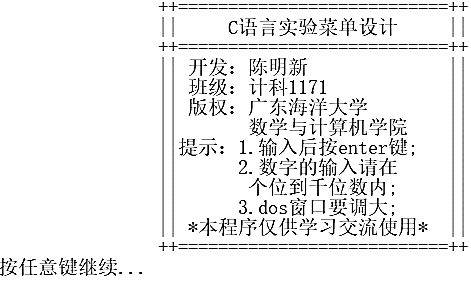 ++===========================++
|| C语言实验菜单设计 ||
++===========================++
|| 开发：陈明新 ||
|| 班级：计科1171 ||
|| 版权：广东海洋大学 ||
|| 数学与计算机学院 ||
|| 提示：1.输入后按enter键; ||
|| 2.数字的输入请在 ||
|| 个位到千位数内; ||
|| 3.dos窗口要调大; ||
|| *本程序仅供学习交流使用* ||
++===========================++
按任意键继续...